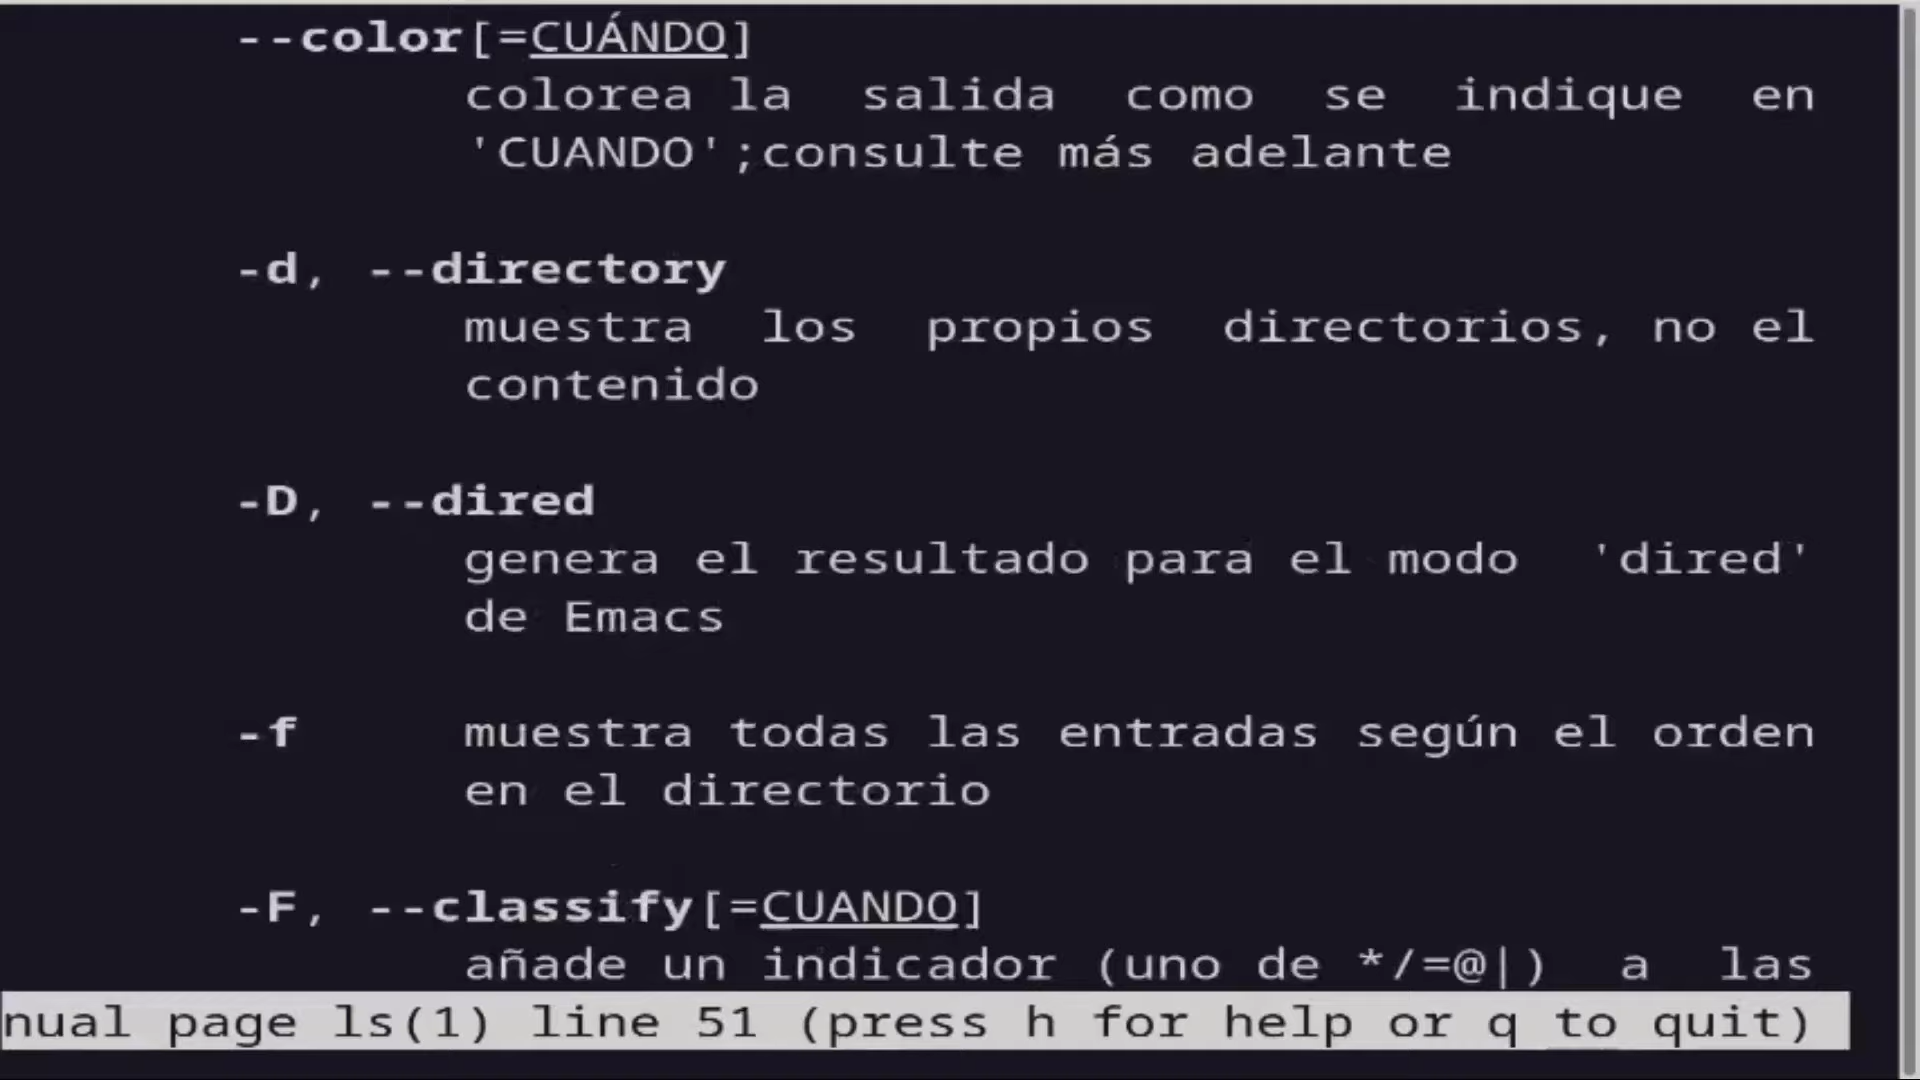 --color[=CUÁNDO]
colorea la salida como se indique en
'CUANDO';consulte más adelante
-d, --directory
muestra los propios directorios, no el
contenido
-D, --dired
genera el resultado para el modo 'dired'
de Emacs
-f muestra todas las entradas según el orden
en el directorio
-F, --classify[=CUANDO]
añade un indicador (uno de */=@|) a las
nual page ls(1) line 51 (press h for help or q to quit)